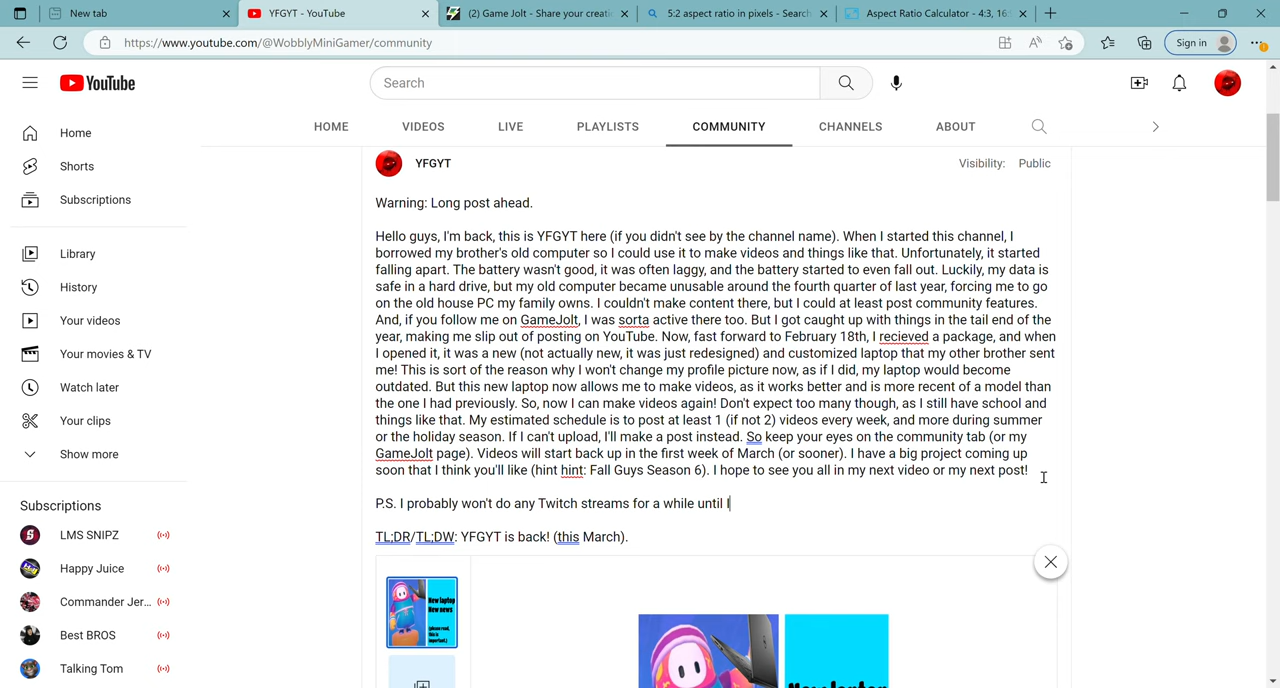 New tab
YFGYT - YouTube
(2) Game Jolt - Share your creati
5:2 aspect ratio in pixels - Search
Aspect Ratio Calculator - 4:3, 16:
https://www.youtube.com/@WobblyMiniGamer/community
Sign in
YouTube
Search
HOME
VIDEOS
LIVE
PLAYLISTS
COMMUNITY
CHANNELS
ABOUT
Home
Shorts
Subscriptions
Library
History
Your videos
Your movies & TV
Watch later
Your clips
Show more
Subscriptions
LMS SNIPZ
Happy Juice
Commander Jer...
Best BROS
Talking Tom
YFGYT
Visibility: Public
Warning: Long post ahead.
Hello guys, I'm back, this is YFGYT here (if you didn't see by the channel name). When I started this channel, I
borrowed my brother's old computer so I could use it to make videos and things like that. Unfortunately, it started
falling apart. The battery wasn't good, it was often laggy, and the battery started to even fall out. Luckily, my data is
safe in a hard drive, but my old computer became unusable around the fourth quarter of last year, forcing me to go
on the old house PC my family owns. I couldn't make content there, but I could at least post community features.
And, if you follow me on GameJolt, I was sorta active there too. But I got caught up with things in the tail end of the
year, making me slip out of posting on YouTube. Now, fast forward to February 18th, I recieved a package, and when
I opened it, it was a new (not actually new, it was just redesigned) and customized laptop that my other brother sent
me! This is sort of the reason why I won't change my profile picture now, as if I did, my laptop would become
outdated. But this new laptop now allows me to make videos, as it works better and is more recent of a model than
the one I had previously. So, now I can make videos again! Don't expect too many though, as I still have school and
things like that. My estimated schedule is to post at least 1 (if not 2) videos every week, and more during summer
or the holiday season. If I can't upload, I'll make a post instead. So keep your eyes on the community tab (or my
GameJolt page). Videos will start back up in the first week of March (or sooner). I have a big project coming up
soon that I think you'll like (hint hint: Fall Guys Season 6). I hope to see you all in my next video or my next post!
P.S. I probably won't do any Twitch streams for a while until I
TL;DR/TL;DW: YFGYT is back! (this March).
New laptop
New news
(please read,
this is
important.)
New laptop